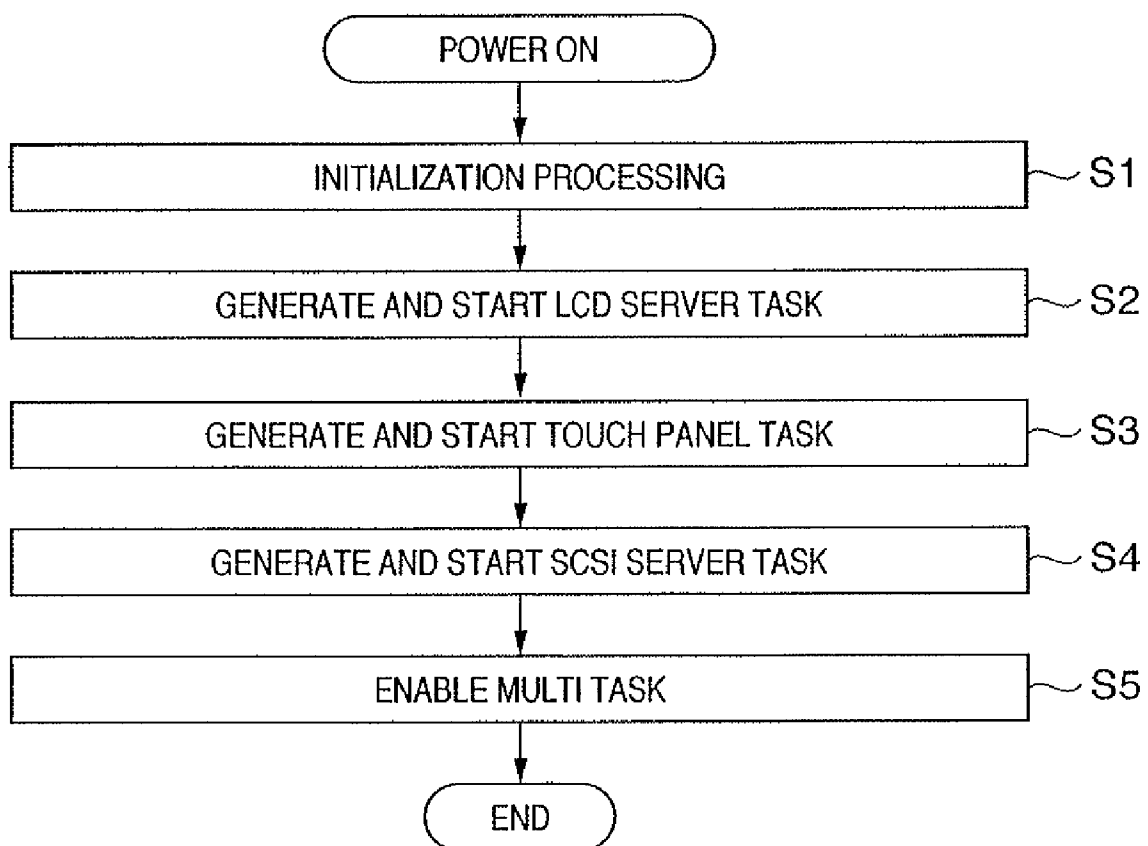 POWER ON
INITIALIZATION PROCESSING S1
GENERATE AND START LCD SERVER TASK S2
GENERATE AND START TOUCH PANEL TASK S3
GENERATE AND START SCSI SERVER TASK S4
ENABLE MULTI TASK S5
END